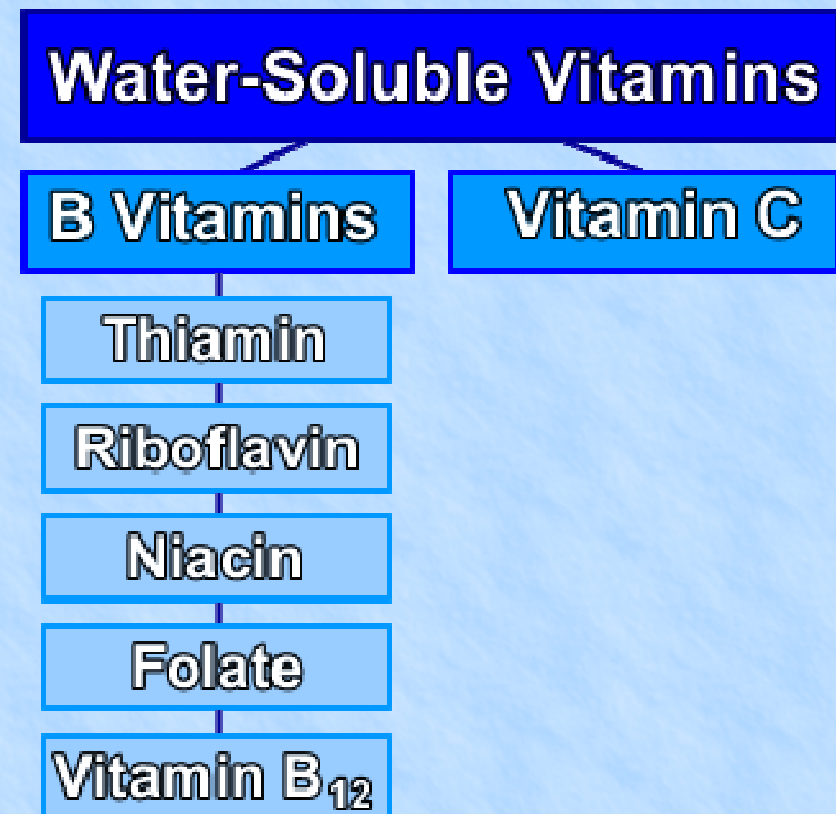 Water-Soluble Vitamins
B Vitamins
Vitamin C
Thiamin
Riboflavin
Niacin
Folate
Vitamin B₁₂